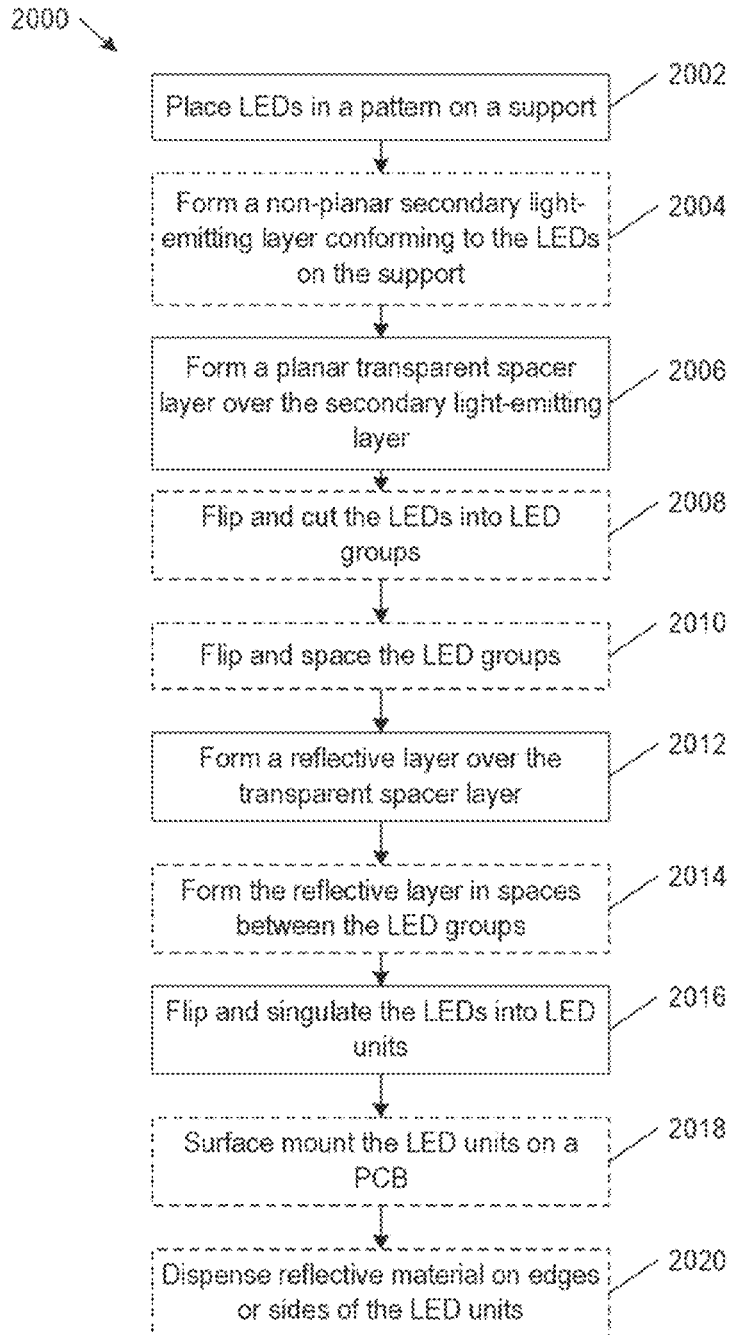 2000
2002
Place LEDs in a pattern on a support
2004
Form a non-planar secondary light-
emitting layer conforming to the LEDs
on the support
2006
Form a planar transparent spacer
layer over the secondary light-emitting
layer
2008
Flip and cut the LEDs into LED
groups
2010
Flip and space the LED groups
2012
Form a reflective layer over the
transparent spacer layer
2014
Form the reflective layer in spaces
between the LED groups
2016
Flip and singulate the LEDs into LED
units
2018
Surface mount the LED units on a
PCB
2020
Dispense reflective material on edges
or sides of the LED units